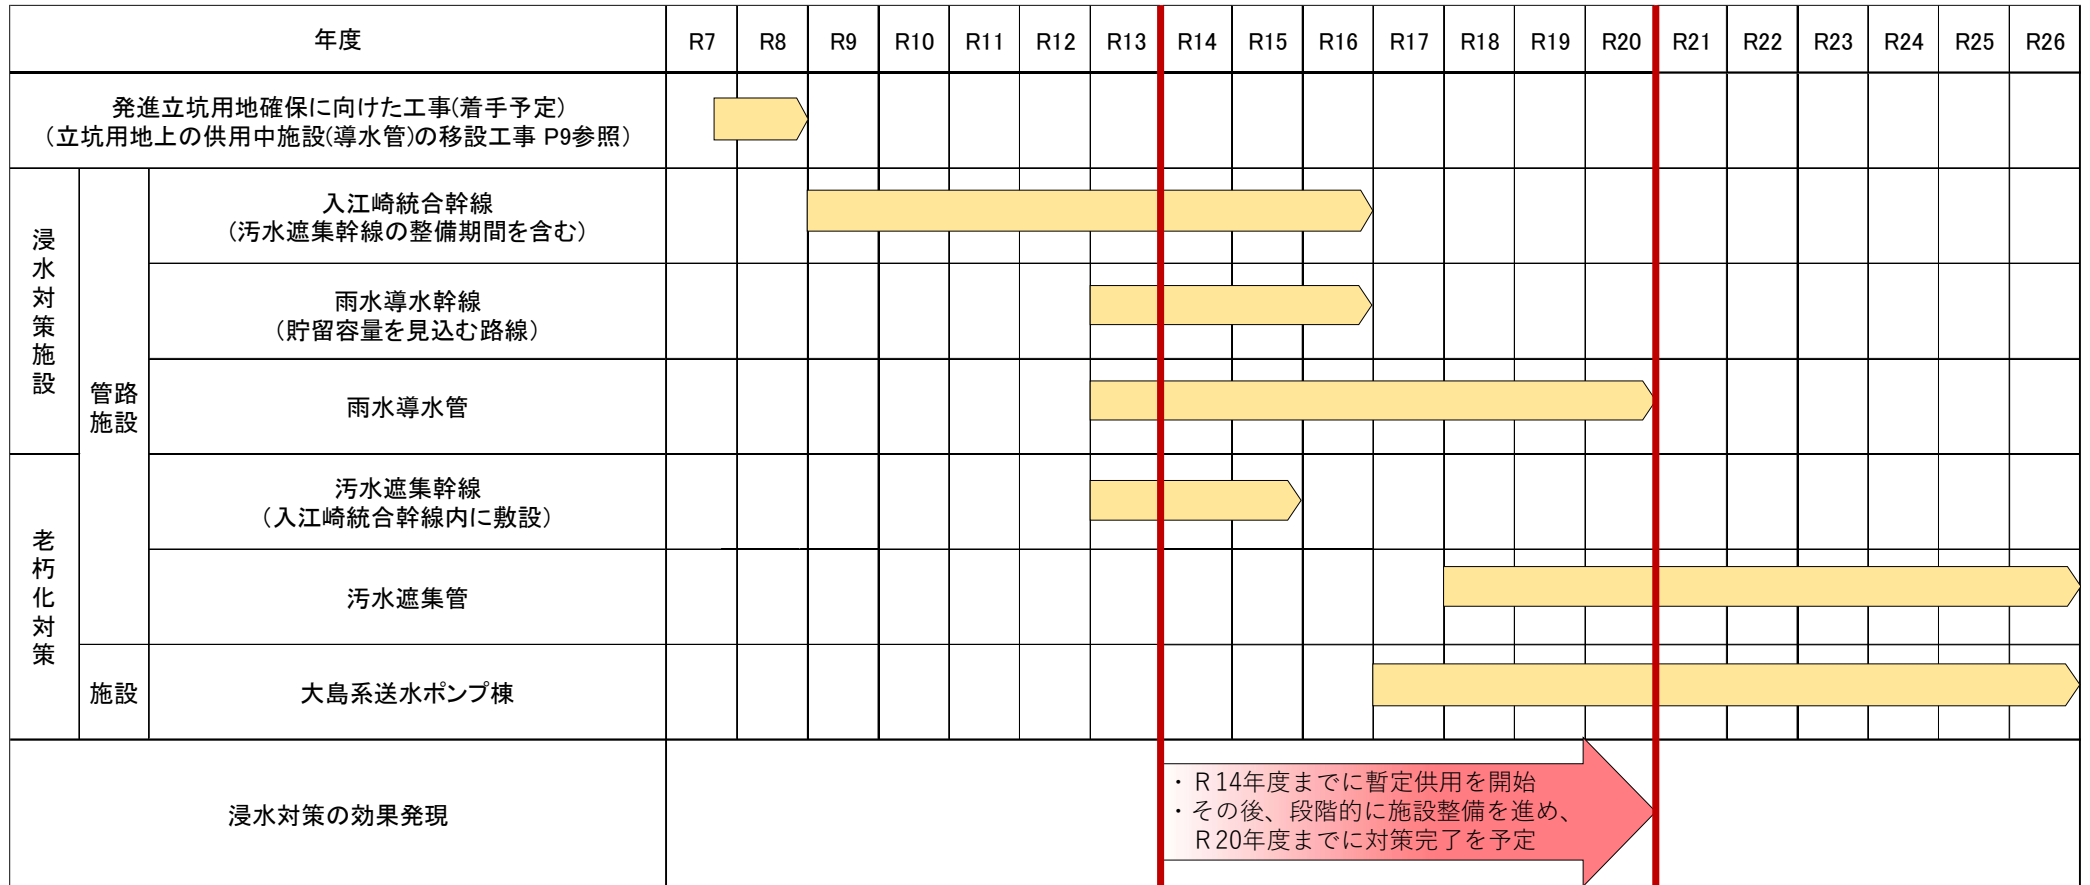 年度
R7
R8
R9
R10
R11
R12
R13
R14
R15
R16
R17
R18
R19
R20
R21
R22
R23
R24
R25
R26
発進立坑用地確保に向けた工事(着手予定)
(立坑用地上の供用中施設(導水管)の移設工事 P9参照)
浸水対策施設
管路
施設
入江崎統合幹線
(汚水遮集幹線の整備期間を含む)
雨水導水幹線
(貯留容量を見込む路線)
雨水導水管
老朽化対策
汚水遮集幹線
(入江崎統合幹線内に敷設)
汚水遮集管
施設
大島系送水ポンプ棟
浸水対策の効果発現
・R14年度までに暫定供用を開始
・その後、段階的に施設整備を進め、
R20年度までに対策完了を予定